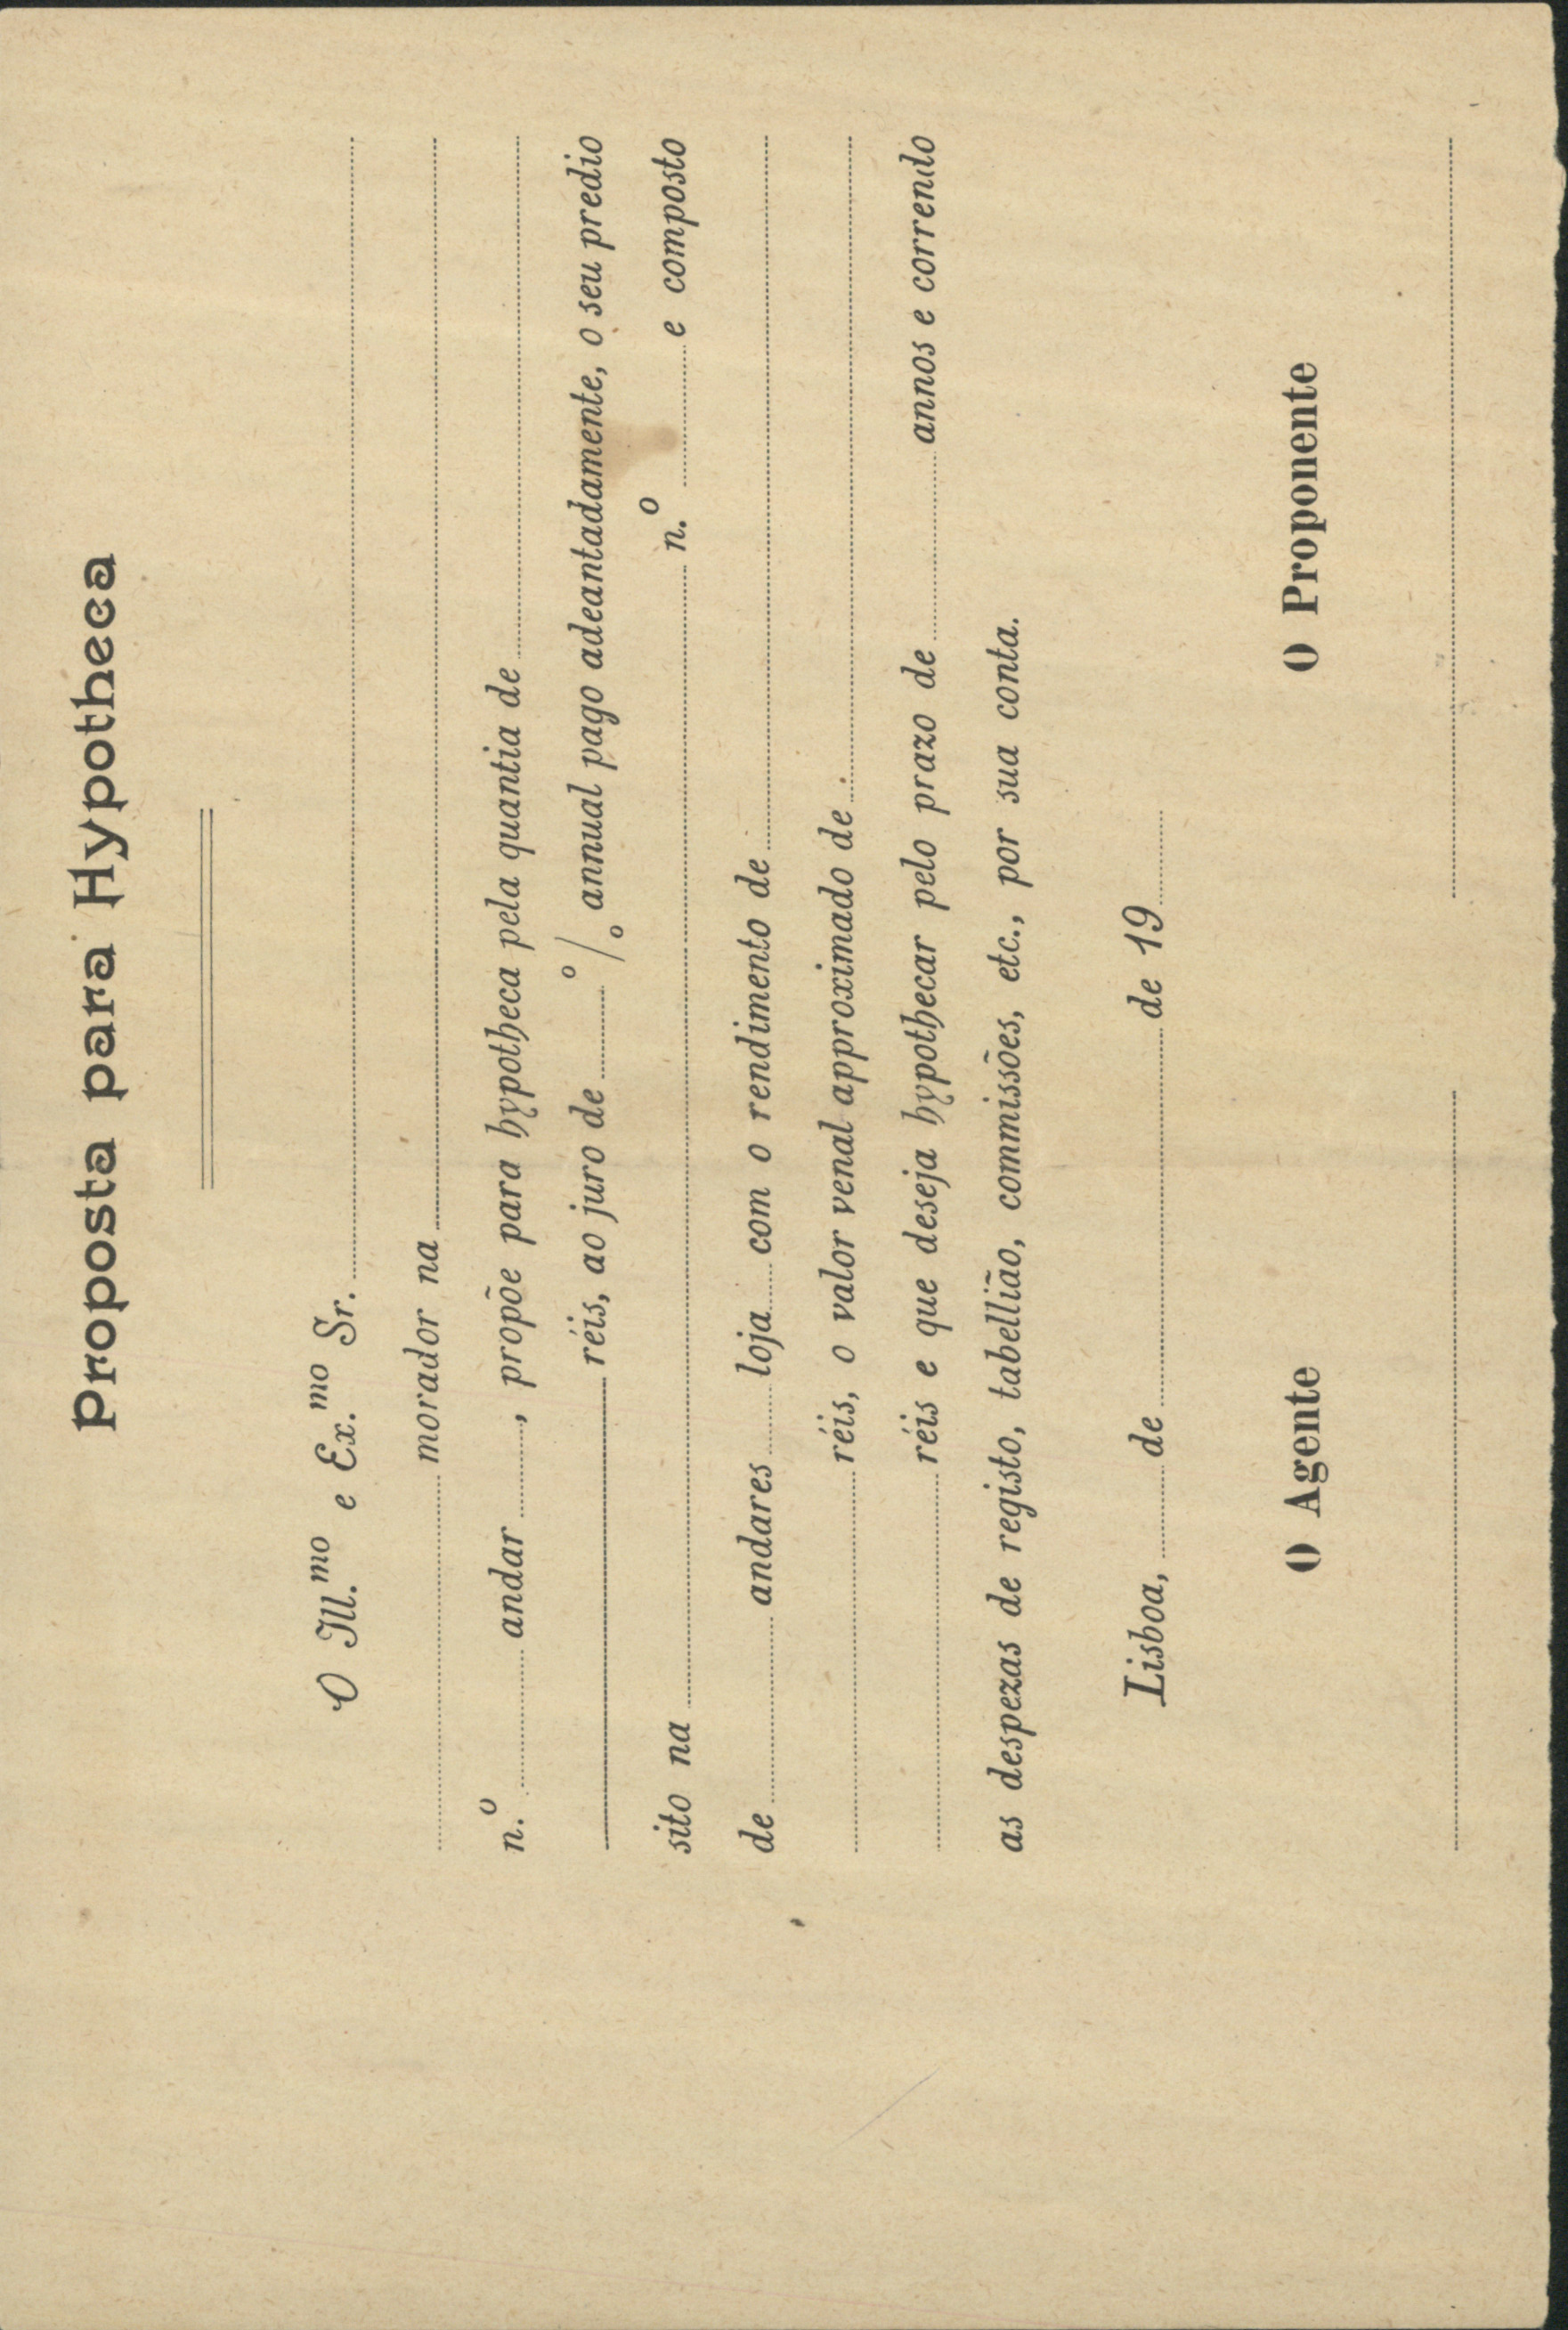 Proposta para Hypotheca
O Ill.mo e Ex.mo Sr.
morador na
n.o andar , propõe para hypotheca pela quantia de
réis, ao juro de o/o annual pago adeantadamente, o seu predio
sito na n.o e composto
de andares loja com o rendimento de
réis, o valor venal approximado de
réis e que deseja hypothecar pelo prazo de annos e correndo
as despezas de registo, tabellião, commissões, etc., por sua conta.
Lisboa, de de 19
O Agente O Proponente